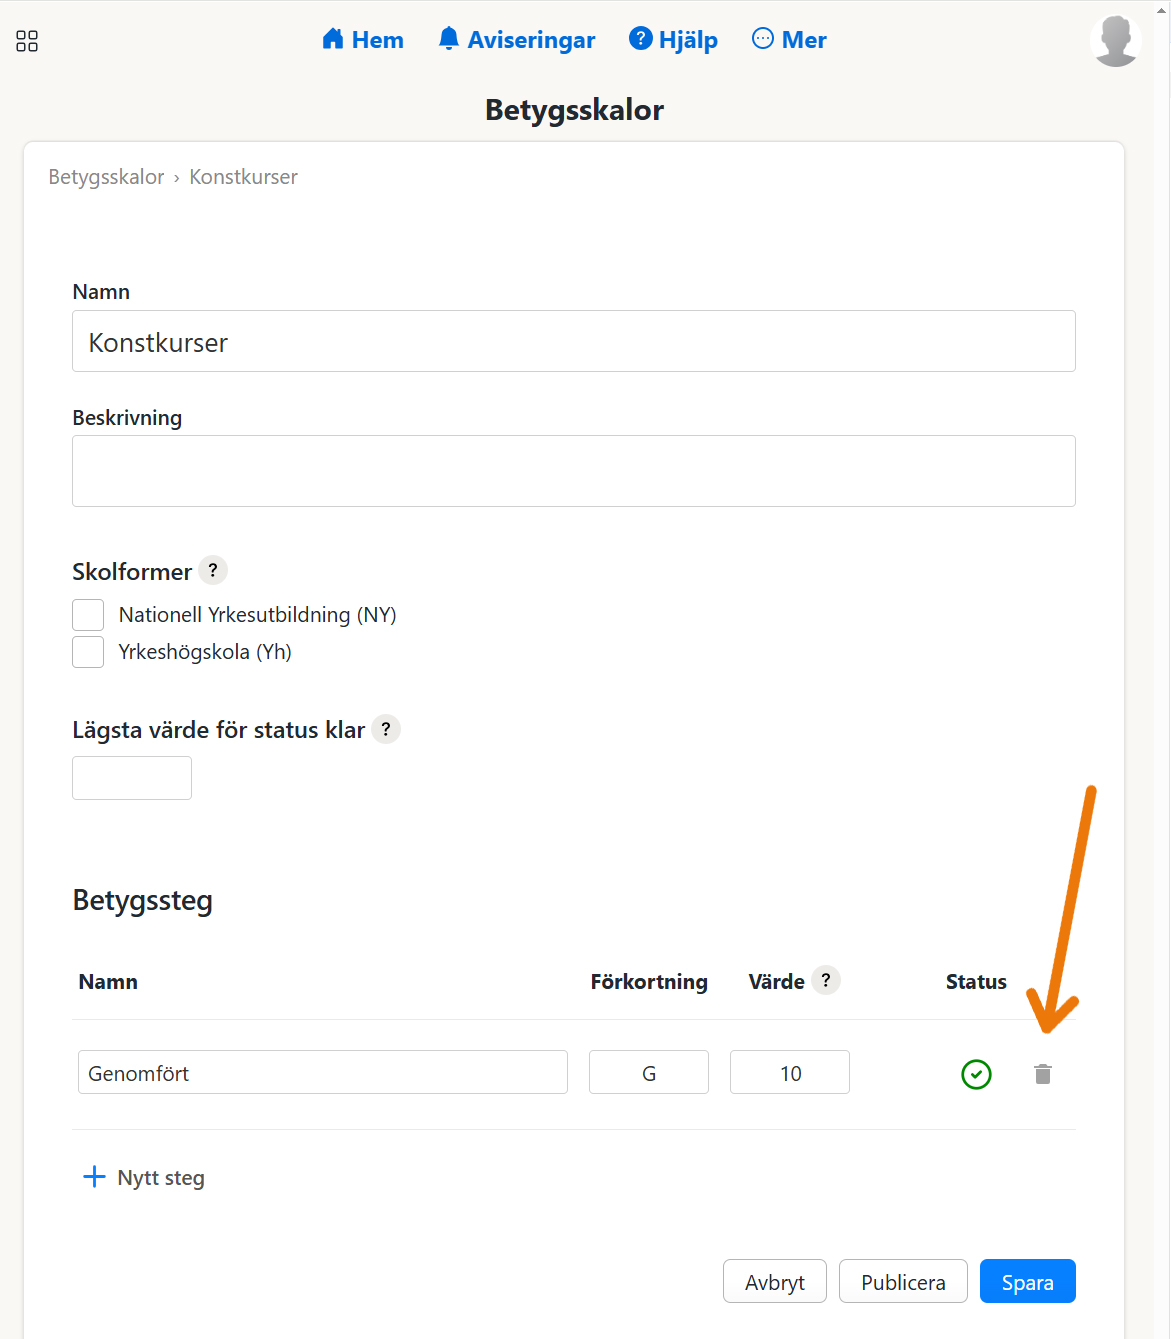 Hem Aviseringar ? Hjälp Mer
Betygsskalor
Betygsskalor › Konstkurser
Namn
Konstkurser
Beskrivning
Skolformer ?
Nationell Yrkesutbildning (NY)
Yrkeshögskola (Yh)
Lägsta värde för status klar ?
Betygssteg
Namn Förkortning Värde ? Status
Genomfört G 10
+ Nytt steg
Avbryt Publicera Spara